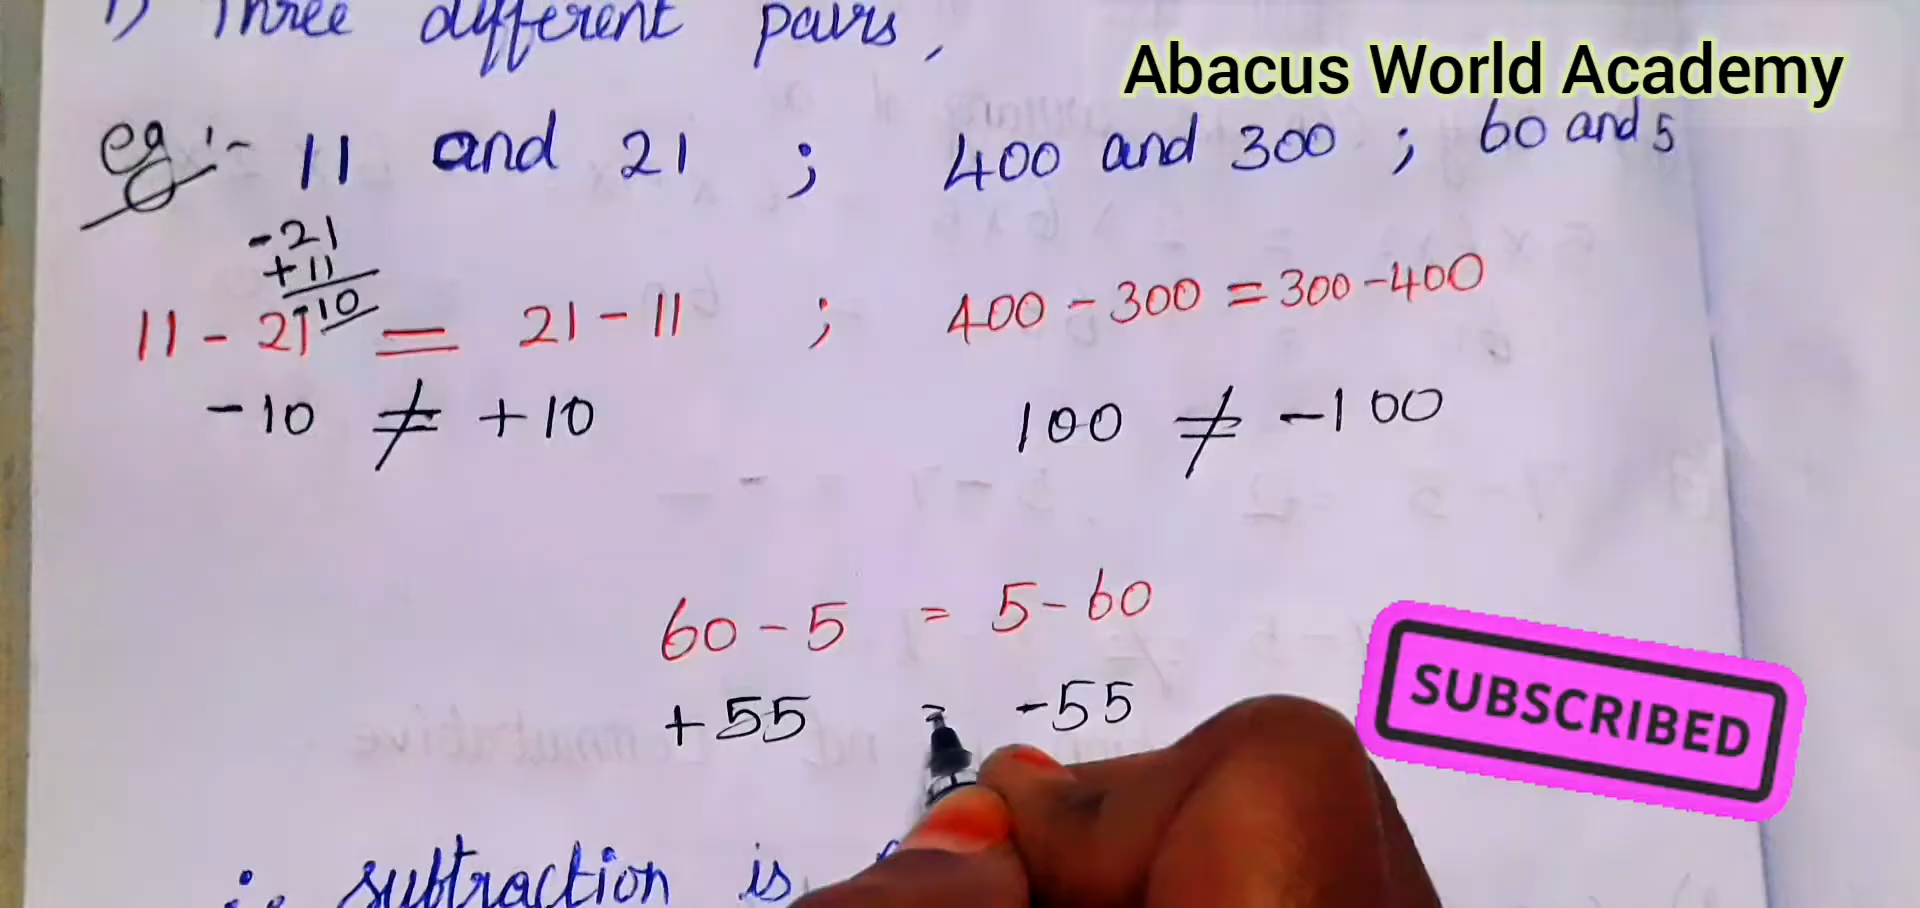 1) Three different pairs,
Abacus World Academy
eg :- 11 and 21 ; 400 and 300 ; 60 and 5
-21
+11
-10
11 - 21 = 21 - 11 ; 400 - 300 = 300 - 400
-10 ≠ +10 100 ≠ -100
60 - 5 = 5 - 60
+55 = -55
SUBSCRIBED
∴ subtraction is